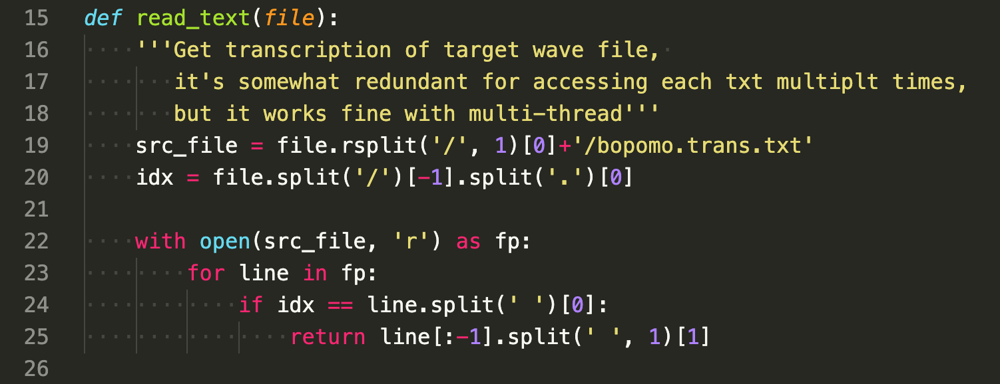 15 def read_text(file):
16 '''Get transcription of target wave file,
17 it's somewhat redundant for accessing each txt multiplt times,
18 but it works fine with multi-thread'''
19 src_file = file.rsplit('/', 1)[0]+'/bopomo.trans.txt'
20 idx = file.split('/')[-1].split('.')[0]
21
22 with open(src_file, 'r') as fp:
23 for line in fp:
24 if idx == line.split(' ')[0]:
25 return line[:-1].split(' ', 1)[1]
26